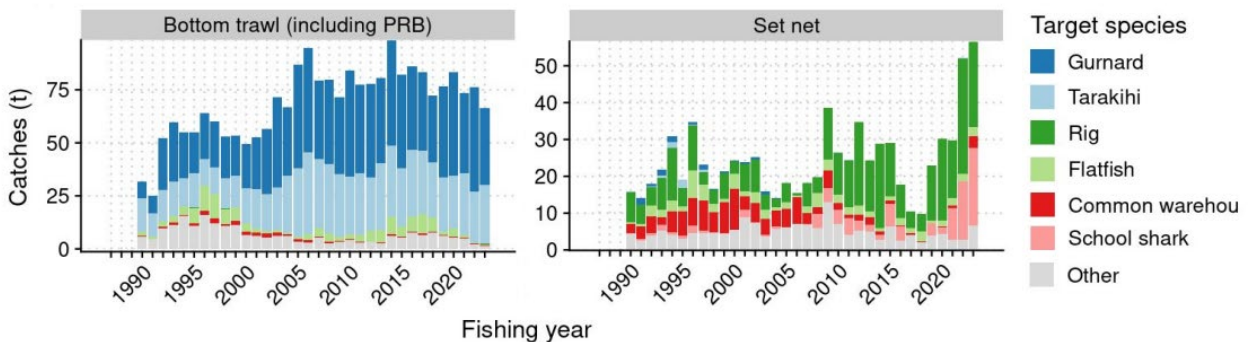 Bottom trawl (including PRB)
Set net
Target species
Gurnard
Tarakihi
Rig
Flatfish
Common warehou
School shark
Other
Catches (t)
75
50
25
0
50
40
30
20
10
0
1990 1995 2000 2005 2010 2015 2020
1990 1995 2000 2005 2010 2015 2020
Fishing year